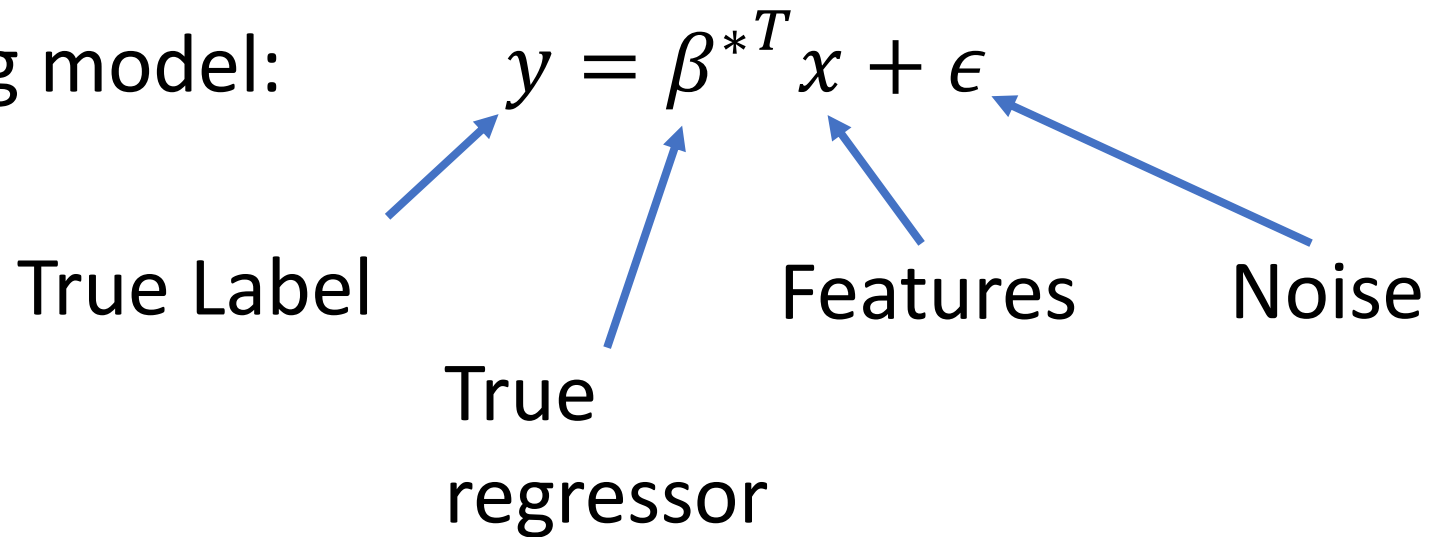 g model: y = β*ᵀx + ϵ
True Label
Features
Noise
True
regressor